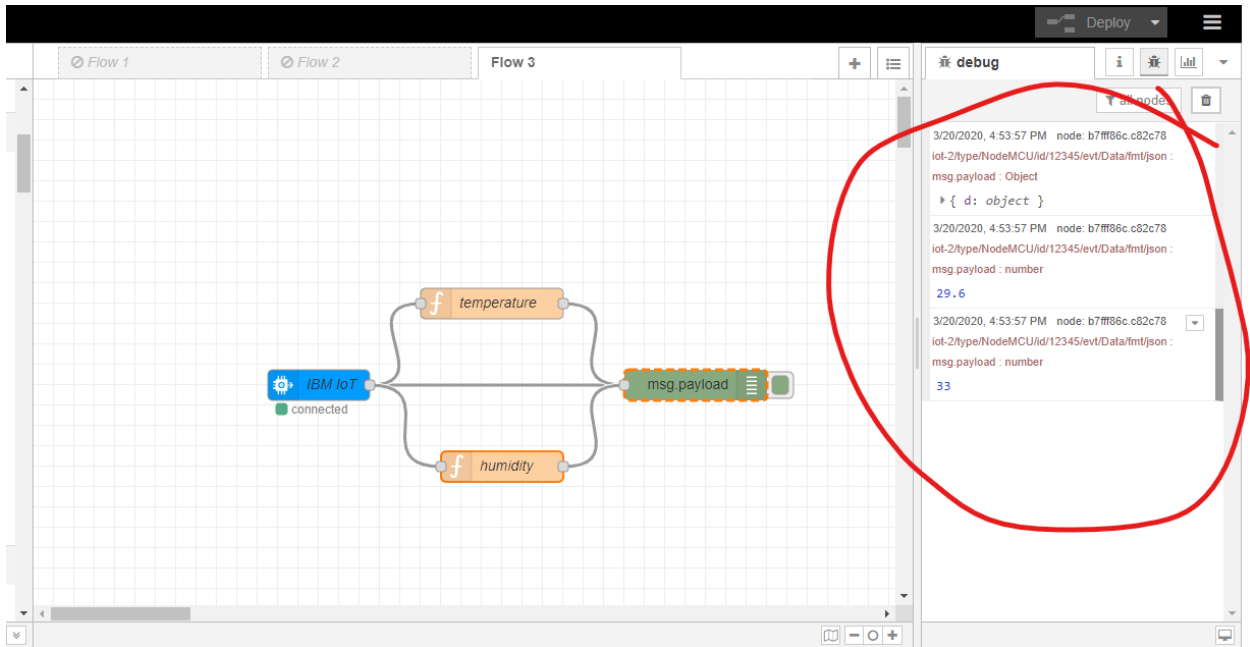 Deploy
Flow 1
Flow 2
Flow 3
debug
i
all nodes
3/20/2020, 4:53:57 PM node: b7fff86c.c82c78
iot-2/type/NodeMCU/id/12345/evt/Data/fmt/json :
msg.payload : Object
{ d: object }
3/20/2020, 4:53:57 PM node: b7fff86c.c82c78
iot-2/type/NodeMCU/id/12345/evt/Data/fmt/json :
msg.payload : number
29.6
3/20/2020, 4:53:57 PM node: b7fff86c.c82c78
iot-2/type/NodeMCU/id/12345/evt/Data/fmt/json :
msg.payload : number
33
f temperature
IBM IoT
connected
msg.payload
f humidity